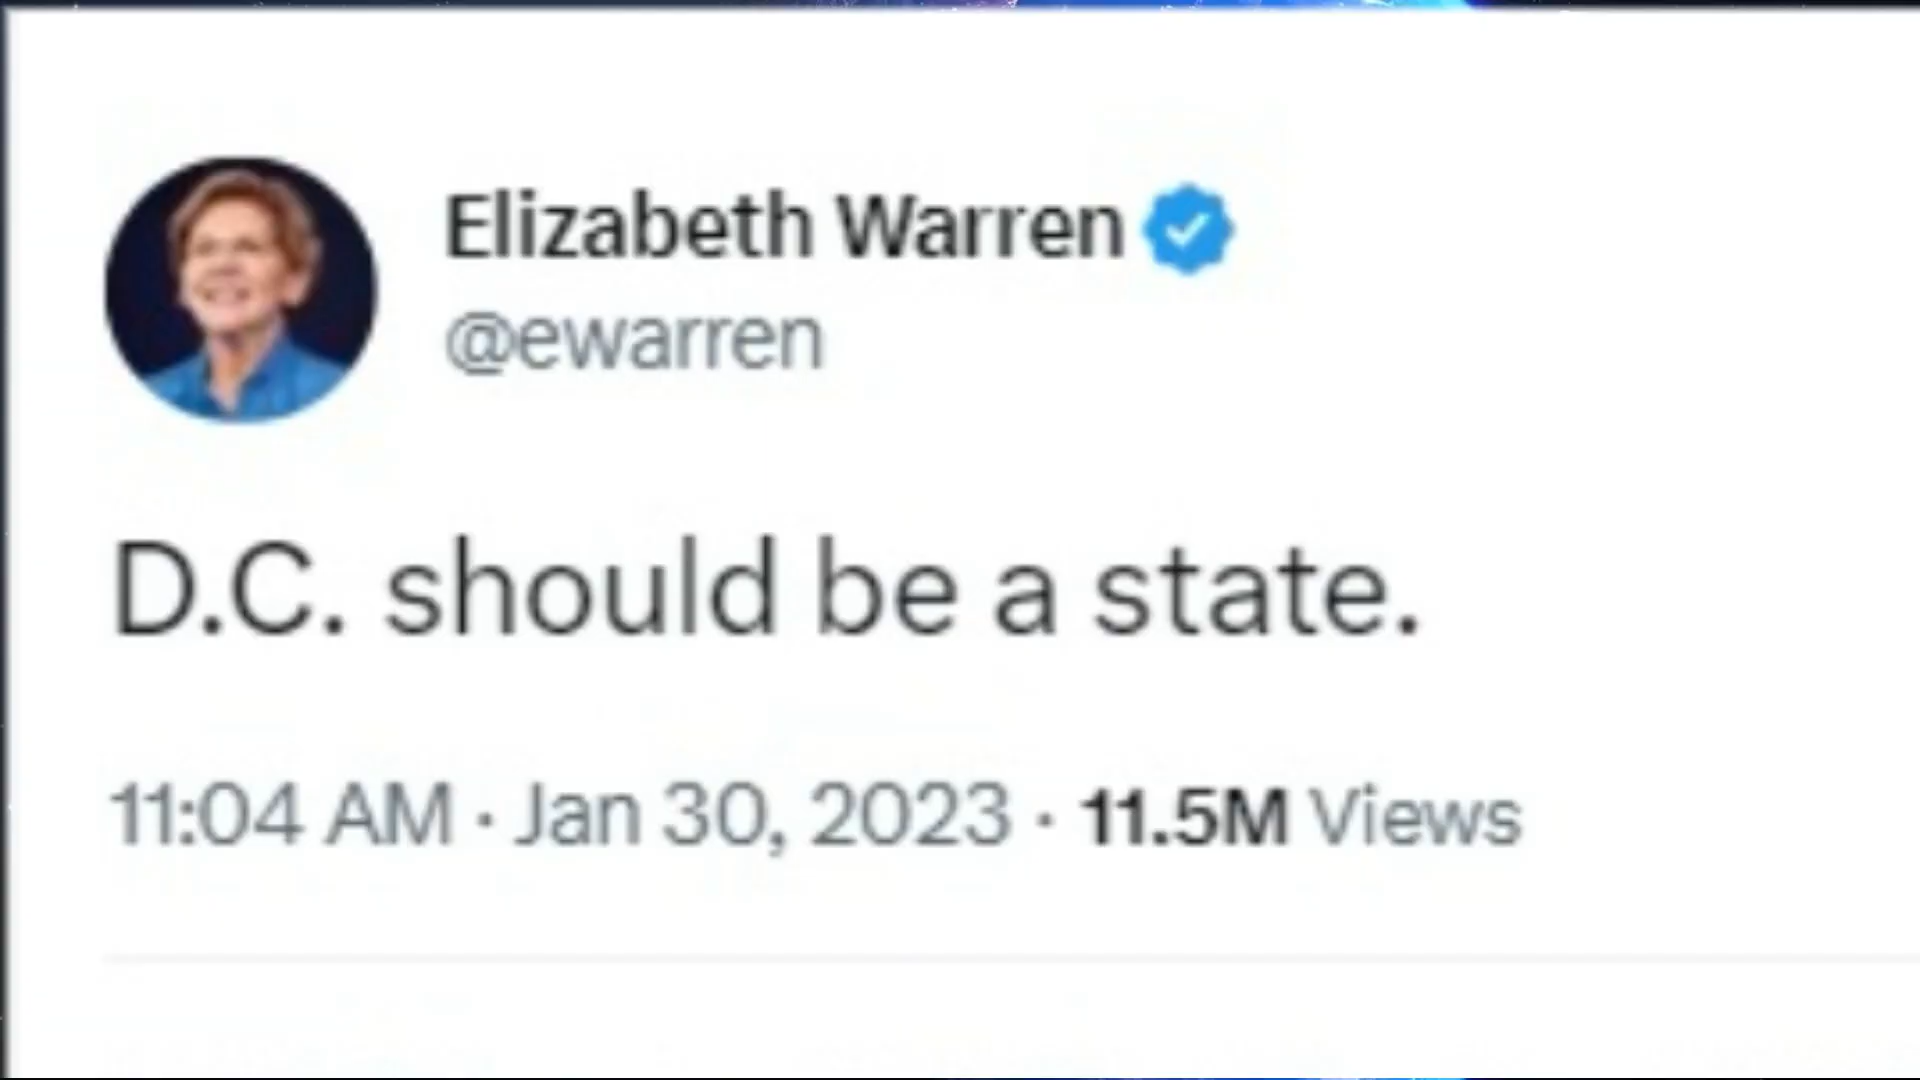 Elizabeth Warren
@ewarren
D.C. should be a state.
11:04 AM · Jan 30, 2023 · 11.5M Views